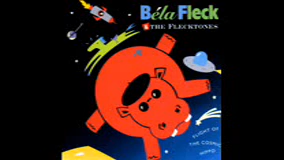 Béla Fleck
& THE FLECKTONES
FLIGHT OF
THE COSMIC
HIPPO